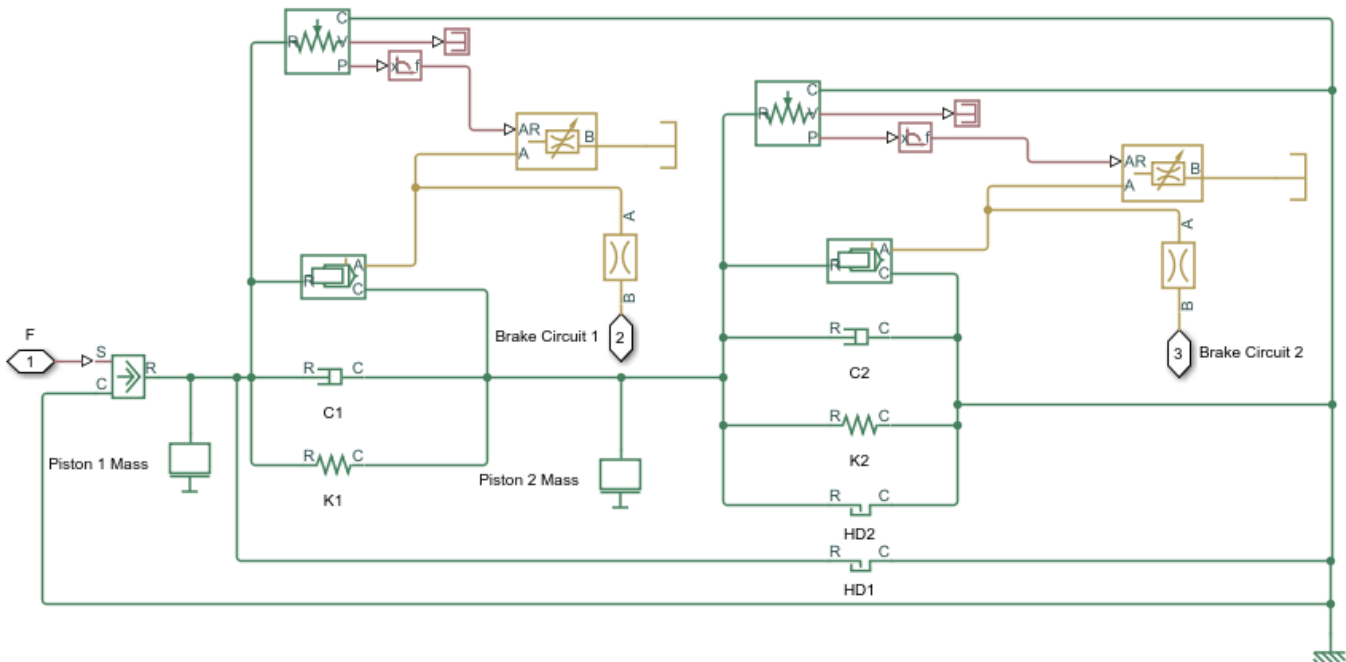 C
R
V
P
x f
AR
B
A
C
R
V
P
x f
AR
B
A
A
A
R
A
C
B
R
A
C
B
Brake Circuit 1
2
3
Brake Circuit 2
F
1
S
C
R
R C
C1
R C
C2
R C
K1
R C
K2
Piston 1 Mass
Piston 2 Mass
R C
HD2
R C
HD1